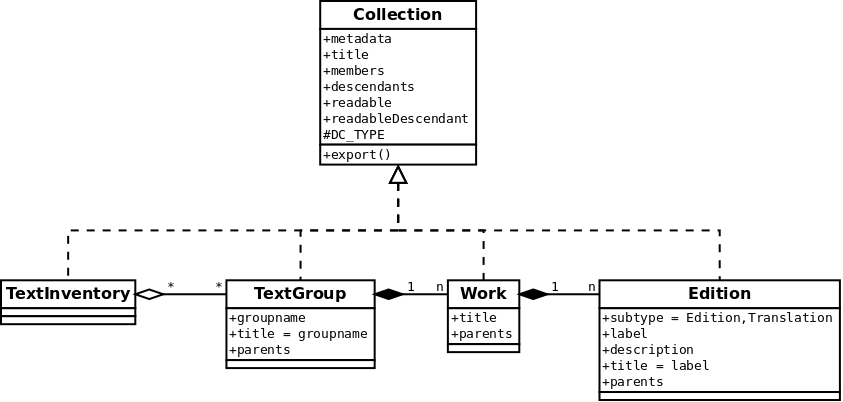 Collection
+metadata
+title
+members
+descendants
+readable
+readableDescendant
#DC_TYPE
+export()
TextInventory
* *
TextGroup
+groupname
+title = groupname
+parents
1 n
Work
+title
+parents
1 n
Edition
+subtype = Edition,Translation
+label
+description
+title = label
+parents